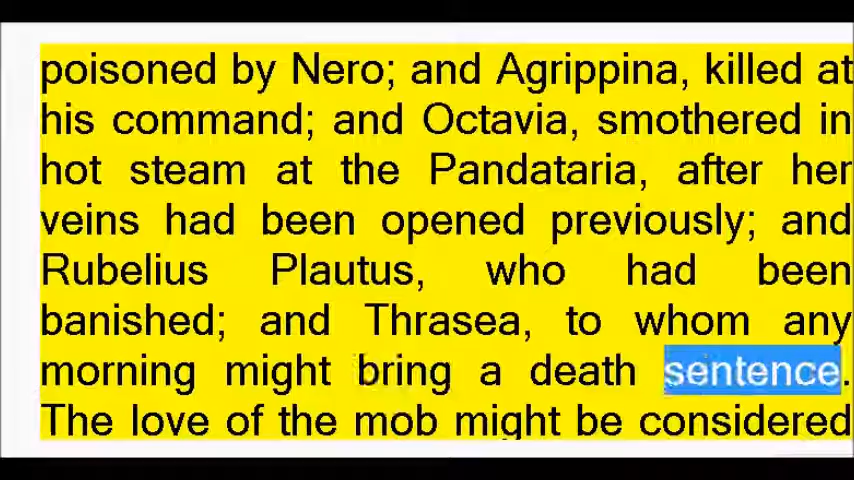 poisoned by Nero; and Agrippina, killed at
his command; and Octavia, smothered in
hot steam at the Pandataria, after her
veins had been opened previously; and
Rubelius Plautus, who had been
banished; and Thrasea, to whom any
morning might bring a death sentence.
The love of the mob might be considered